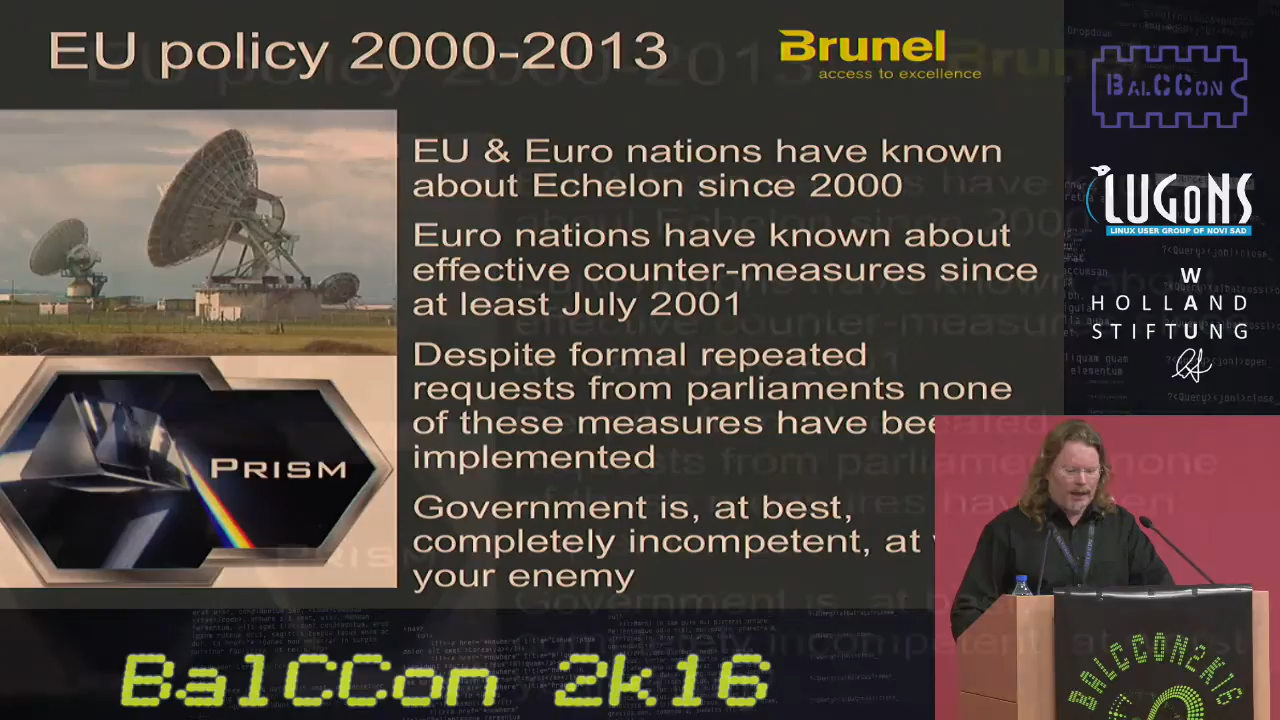 EU policy 2000-2013
Brunel
access to excellence
EU & Euro nations have known
about Echelon since 2000
Euro nations have known about
effective counter-measures since
at least July 2001
Despite formal repeated
requests from parliaments none
of these measures have
implemented
Government is, at best,
completely incompetent, at
your enemy
PRISM
BALCCON
LUGONS
LINUX USER GROUP OF NOVI SAD
W
HOLLAND
STIFTUNG
BalCCon 2k16
BALCCON2K16